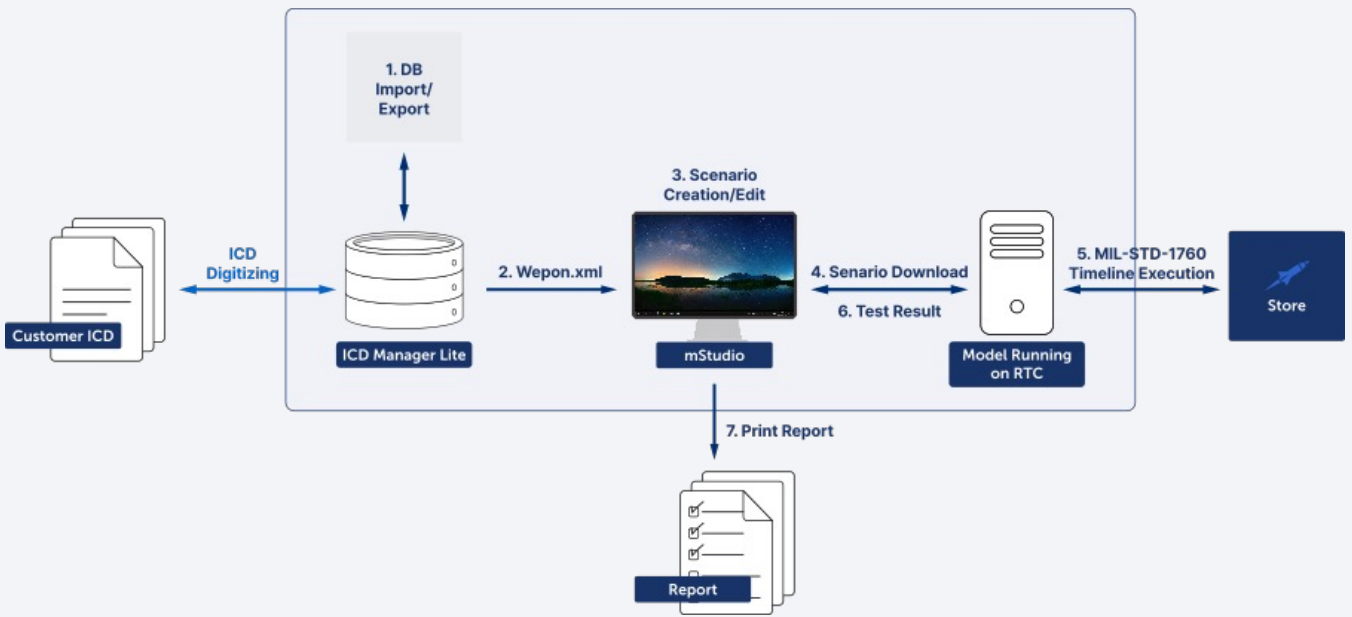 1. DB
Import/
Export
3. Scenario
Creation/Edit
ICD
Digitizing
2. Wepon.xml
4. Senario Download
6. Test Result
5. MIL-STD-1760
Timeline Execution
Store
Customer ICD
ICD Manager Lite
mStudio
Model Running
on RTC
7. Print Report
Report